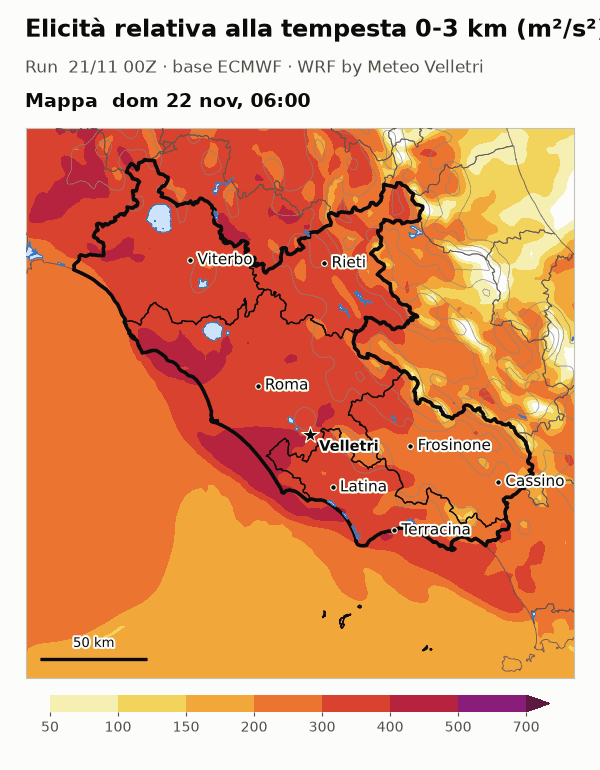 Elicità relativa alla tempesta 0-3 km (m²/s²)
Run 21/11 00Z · base ECMWF · WRF by Meteo Velletri
Mappa dom 22 nov, 06:00
Viterbo
Rieti
Roma
Velletri
Frosinone
Latina
Cassino
Terracina
50 km
50 100 150 200 300 400 500 700